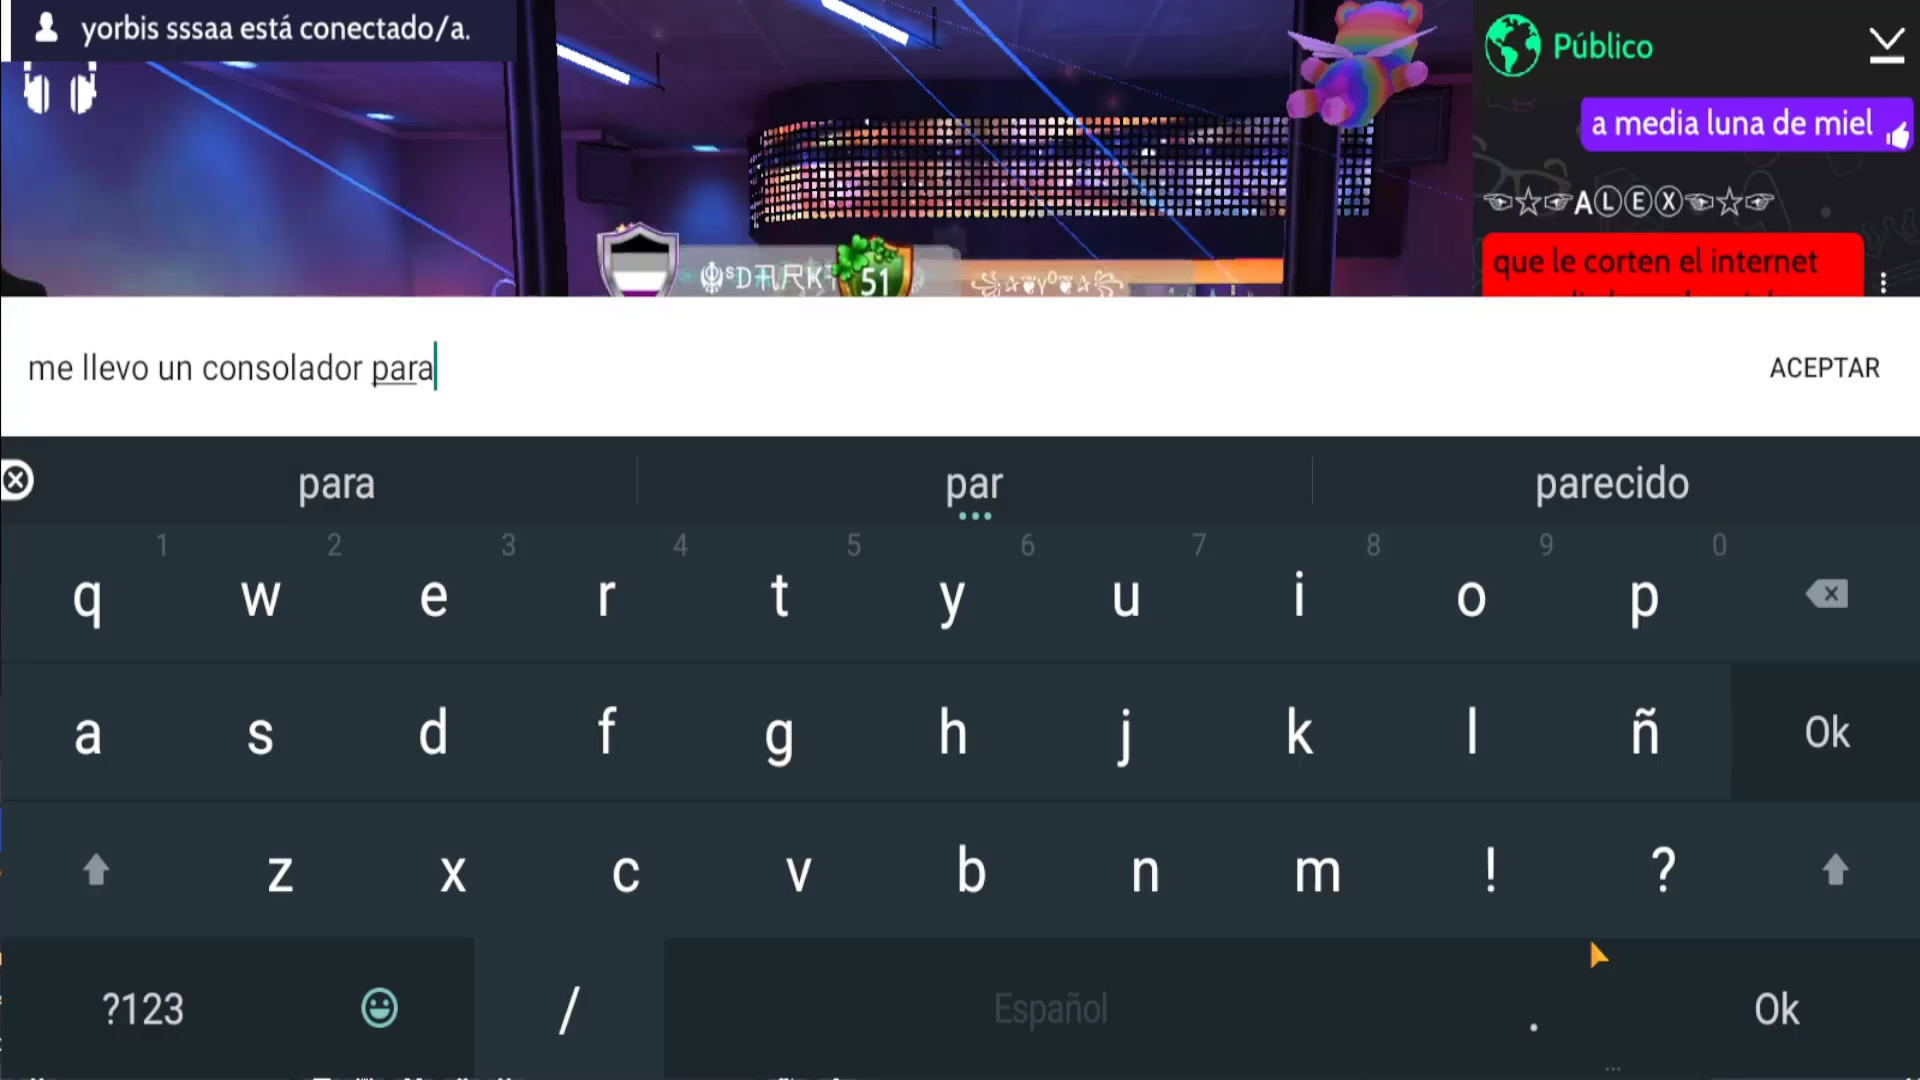 yorbis sssaa está conectado/a.
Público
a media luna de miel
☜☆☞AⓁⒺⓍ☜☆☞
que le corten el internet
51
me llevo un consolador para
ACEPTAR
para
par
parecido
1 2 3 4 5 6 7 8 9 0
q w e r t y u i o p
a s d f g h j k l ñ Ok
z x c v b n m ! ?
?123 / Español . Ok